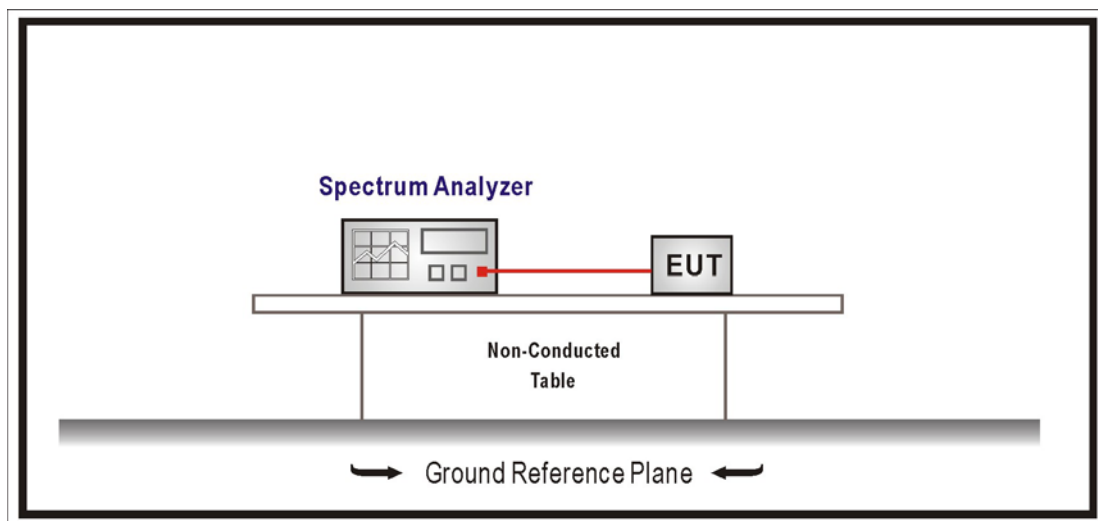 Spectrum Analyzer
EUT
Non-Conducted
Table
Ground Reference Plane